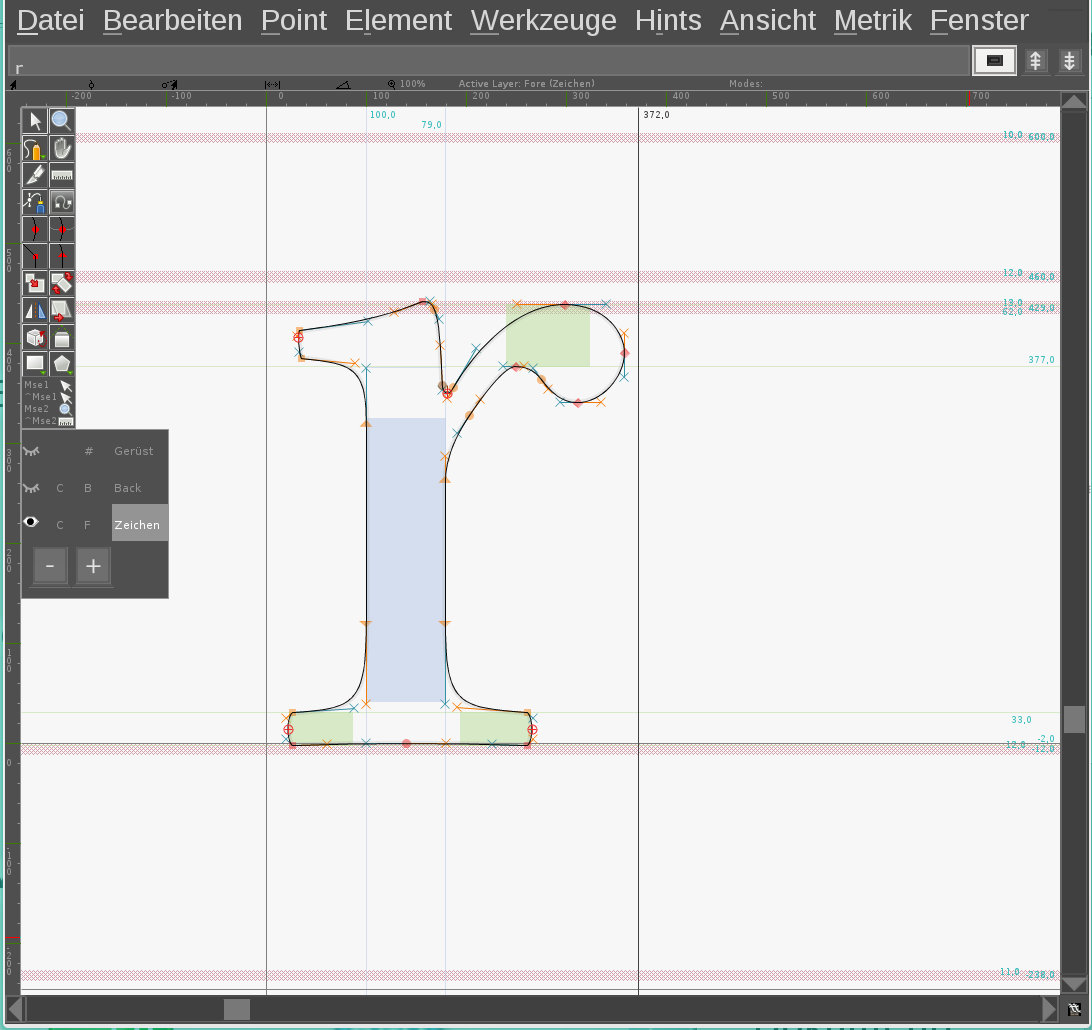 Datei Bearbeiten Point Element Werkzeuge Hints Ansicht Metrik Fenster
r
100% Active Layer: Fore (Zeichen) Modes:
-200 -100 0 100 200 300 400 500 600 700
100,0 372,0
79,0
10,0 600,0
600
500
12,0 460,0
13,0 429,0
62,0
400
377,0
Mse1
^Mse1
Mse2
^Mse2
# Gerüst
300
C B Back
C F Zeichen
200
- +
100
33,0
-2,0
12,0 -12,0
0
-100
-200
11,0 -238,0